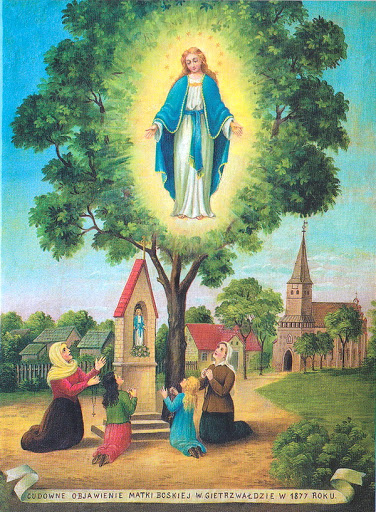 CUDOWNE OBJAWIENIE MATKI BOSKIEJ W GIETRZWAŁDZIE W 1877 ROKU.